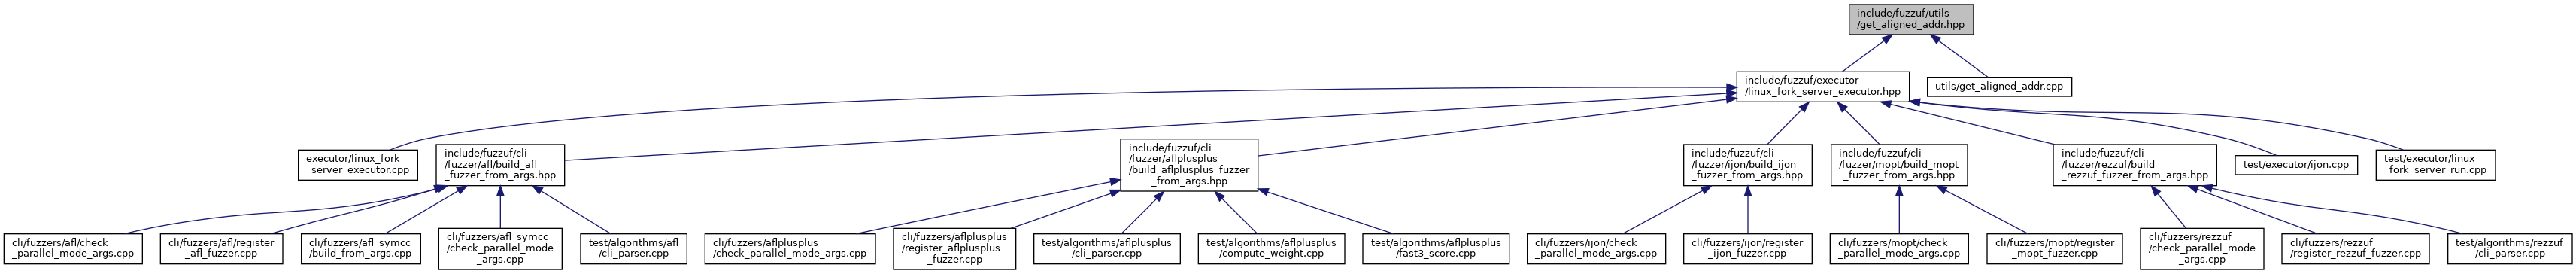 include/fuzzuf/utils
/get_aligned_addr.hpp
include/fuzzuf/executor
/linux_fork_server_executor.hpp
utils/get_aligned_addr.cpp
executor/linux_fork
_server_executor.cpp
include/fuzzuf/cli
/fuzzer/afl/build_afl
_fuzzer_from_args.hpp
include/fuzzuf/cli
/fuzzer/aflplusplus
/build_aflplusplus_fuzzer
_from_args.hpp
include/fuzzuf/cli
/fuzzer/ijon/build_ijon
_fuzzer_from_args.hpp
include/fuzzuf/cli
/fuzzer/mopt/build_mopt
_fuzzer_from_args.hpp
include/fuzzuf/cli
/fuzzer/rezzuf/build
_rezzuf_fuzzer_from_args.hpp
test/executor/ijon.cpp
test/executor/linux
_fork_server_run.cpp
cli/fuzzers/afl/check
_parallel_mode_args.cpp
cli/fuzzers/afl/register
_afl_fuzzer.cpp
cli/fuzzers/afl_symcc
/build_from_args.cpp
cli/fuzzers/afl_symcc
/check_parallel_mode
_args.cpp
test/algorithms/afl
/cli_parser.cpp
cli/fuzzers/aflplusplus
/check_parallel_mode_args.cpp
cli/fuzzers/aflplusplus
/register_aflplusplus
_fuzzer.cpp
test/algorithms/aflplusplus
/cli_parser.cpp
test/algorithms/aflplusplus
/compute_weight.cpp
test/algorithms/aflplusplus
/fast3_score.cpp
cli/fuzzers/ijon/check
_parallel_mode_args.cpp
cli/fuzzers/ijon/register
_ijon_fuzzer.cpp
cli/fuzzers/mopt/check
_parallel_mode_args.cpp
cli/fuzzers/mopt/register
_mopt_fuzzer.cpp
cli/fuzzers/rezzuf
/check_parallel_mode
_args.cpp
cli/fuzzers/rezzuf
/register_rezzuf_fuzzer.cpp
test/algorithms/rezzuf
/cli_parser.cpp